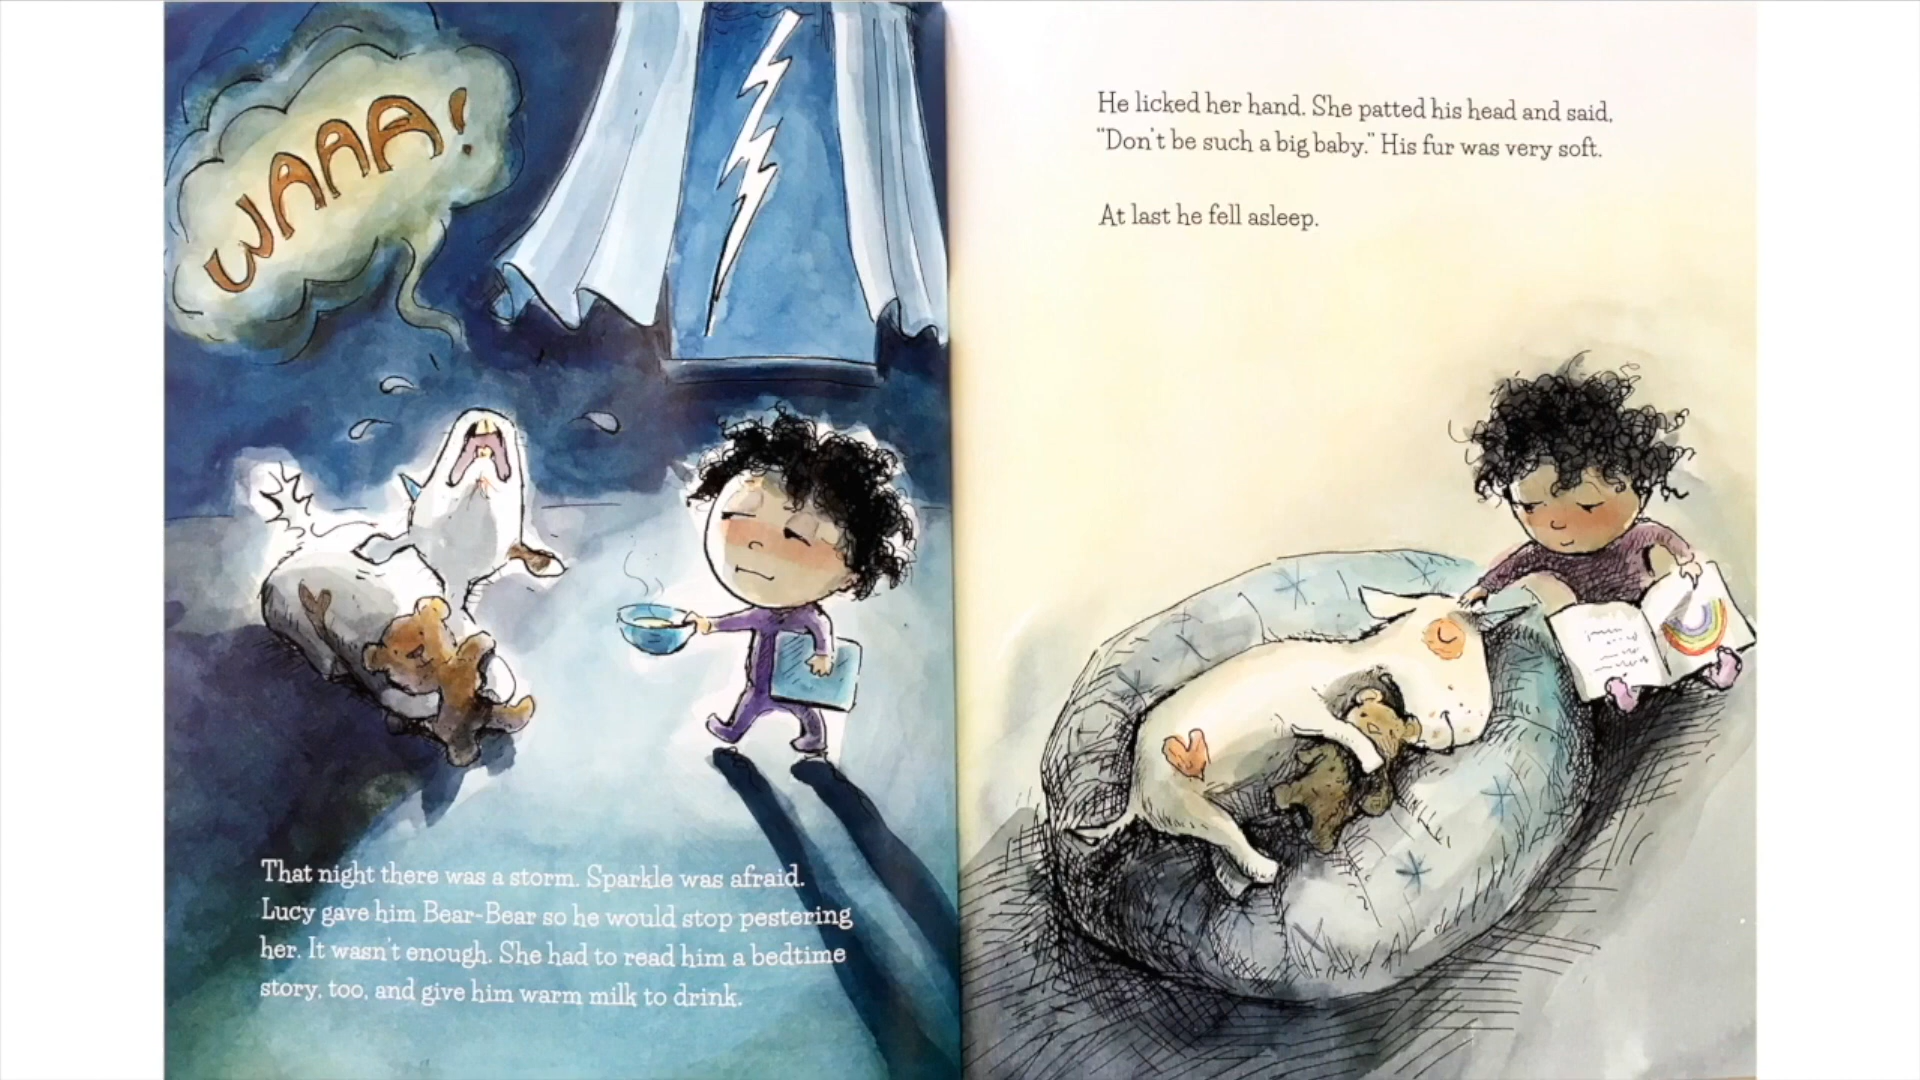 WAAA!
That night there was a storm. Sparkle was afraid.
Lucy gave him Bear-Bear so he would stop pestering
her. It wasn't enough. She had to read him a bedtime
story, too, and give him warm milk to drink.
He licked her hand. She patted his head and said,
“Don't be such a big baby.” His fur was very soft.
At last he fell asleep.